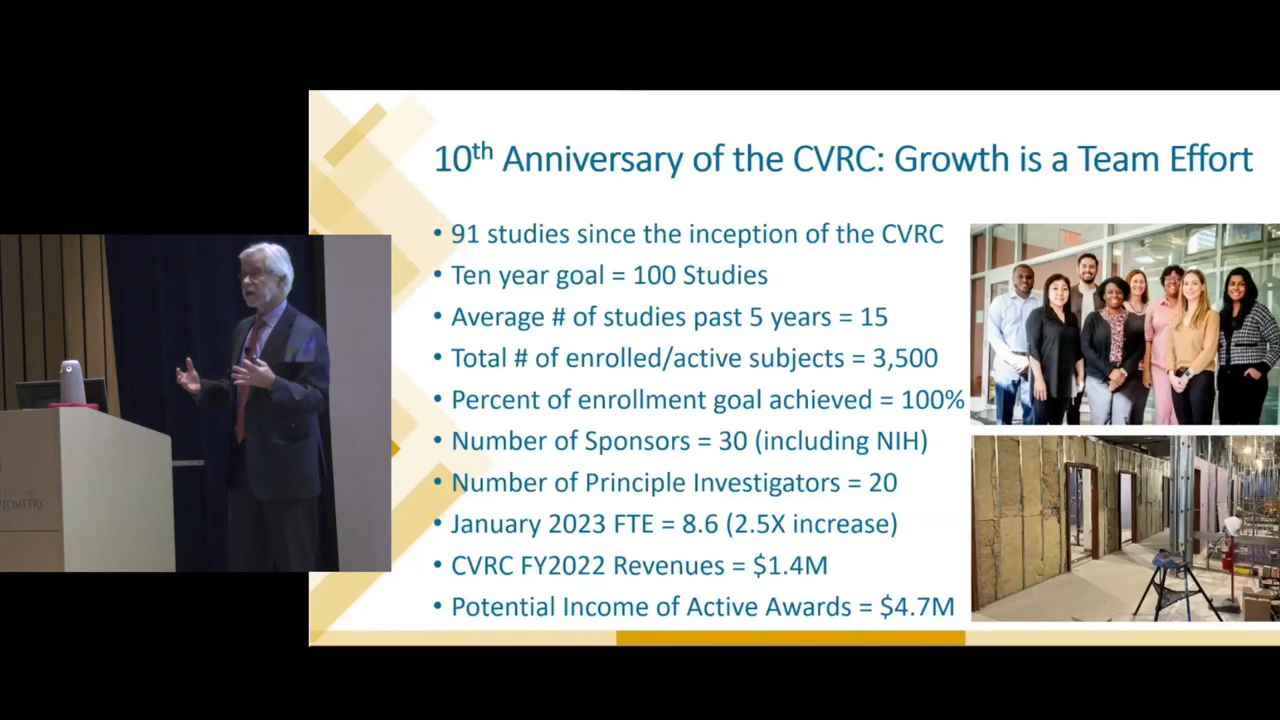 10th Anniversary of the CVRC: Growth is a Team Effort
• 91 studies since the inception of the CVRC
• Ten year goal = 100 Studies
• Average # of studies past 5 years = 15
• Total # of enrolled/active subjects = 3,500
• Percent of enrollment goal achieved = 100%
• Number of Sponsors = 30 (including NIH)
• Number of Principle Investigators = 20
• January 2023 FTE = 8.6 (2.5X increase)
• CVRC FY2022 Revenues = $1.4M
• Potential Income of Active Awards = $4.7M